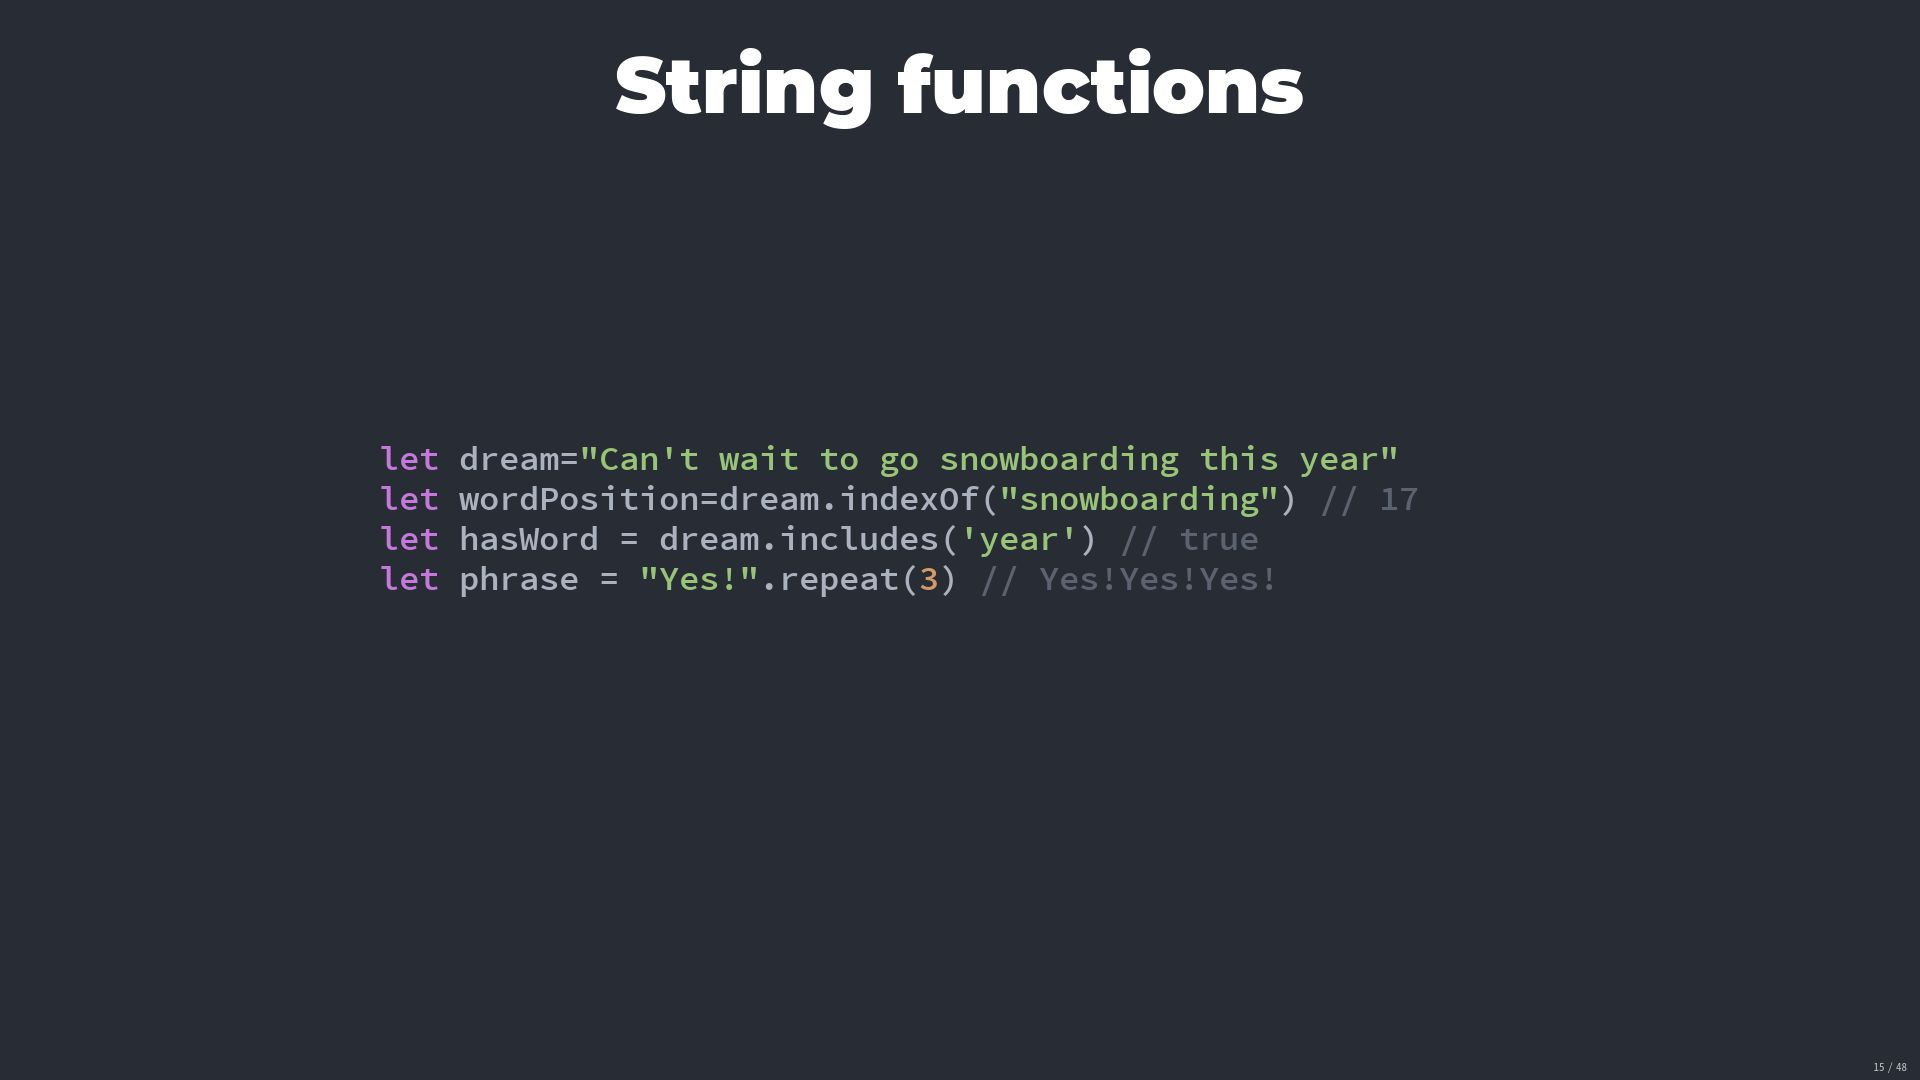 String functions
let dream="Can't wait to go snowboarding this year"
let wordPosition=dream.indexOf("snowboarding") // 17
let hasWord = dream.includes('year') // true
let phrase = "Yes!".repeat(3) // Yes!Yes!Yes!
15 / 48